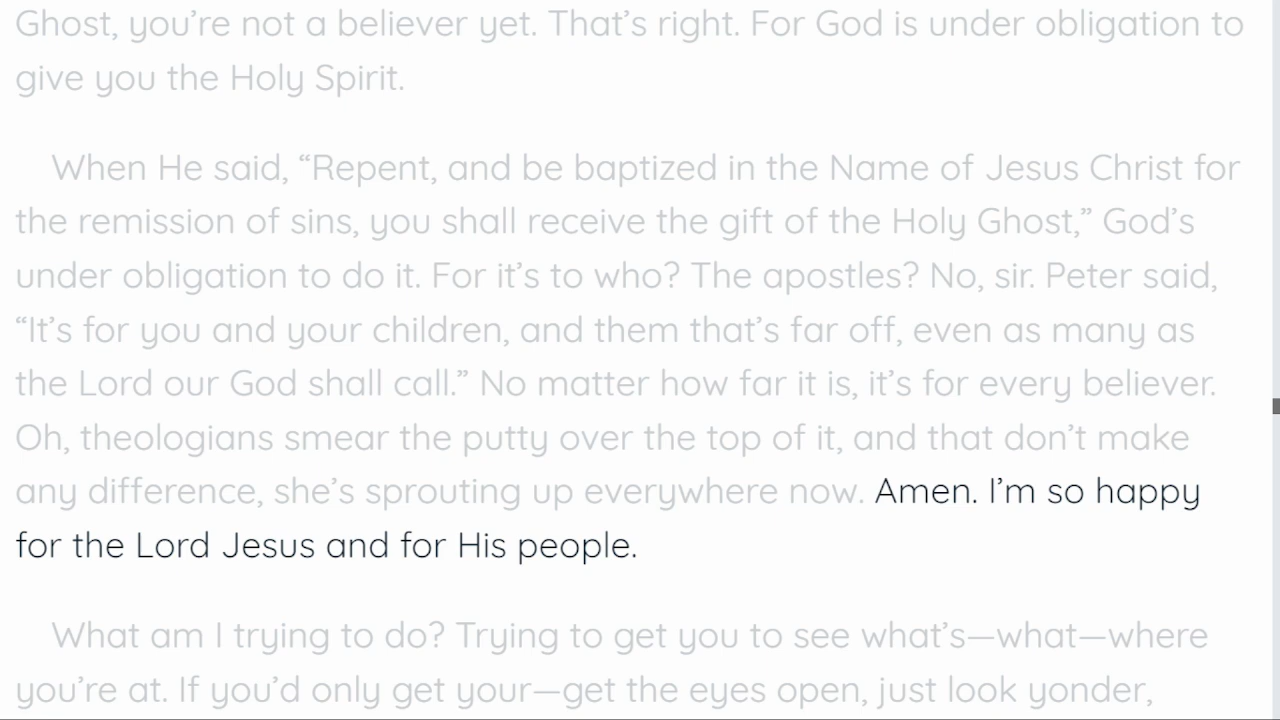 Ghost, you’re not a believer yet. That’s right. For God is under obligation to
give you the Holy Spirit.
When He said, “Repent, and be baptized in the Name of Jesus Christ for
the remission of sins, you shall receive the gift of the Holy Ghost,” God’s
under obligation to do it. For it’s to who? The apostles? No, sir. Peter said,
“It’s for you and your children, and them that’s far off, even as many as
the Lord our God shall call.” No matter how far it is, it’s for every believer.
Oh, theologians smear the putty over the top of it, and that don’t make
any difference, she’s sprouting up everywhere now. Amen. I’m so happy
for the Lord Jesus and for His people.
What am I trying to do? Trying to get you to see what’s—what—where
you’re at. If you’d only get your—get the eyes open, just look yonder,